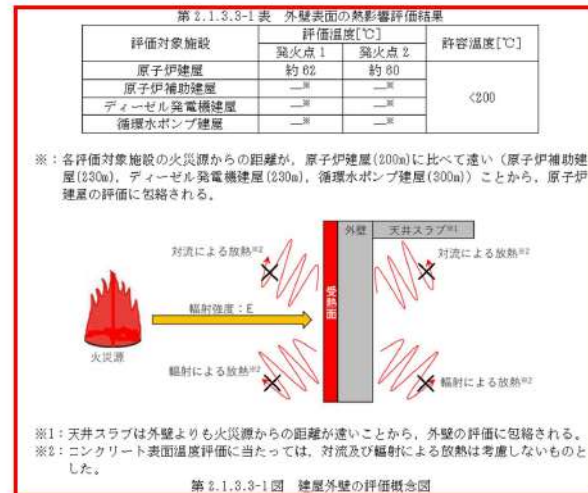 第2.1.3.3-1表 外壁表面の熱影響評価結果
評価対象施設 評価温度[℃] 許容温度[℃]
発火点1 発火点2
原子炉建屋 約62 約60 <200
原子炉補助建屋 ―※ ―※
ディーゼル発電機建屋 ―※ ―※
循環水ポンプ建屋 ―※ ―※
※：各評価対象施設の火災源からの距離が，原子炉建屋(200m)に比べて遠い（原子炉補助建
屋(230m)，ディーゼル発電機建屋(230m)，循環水ポンプ建屋(300m)）ことから，原子炉
建屋の評価に包絡される。
外壁 天井スラブ※1
対流による放熱※2 対流による放熱※2
受熱面
輻射強度：E
火災源
輻射による放熱※2 輻射による放熱※2
※1：天井スラブは外壁よりも火災源からの距離が遠いことから，外壁の評価に包絡される。
※2：コンクリート表面温度評価に当たっては，対流及び輻射による放熱は考慮しないものと
した。
第2.1.3.3-1図 建屋外壁の評価概念図